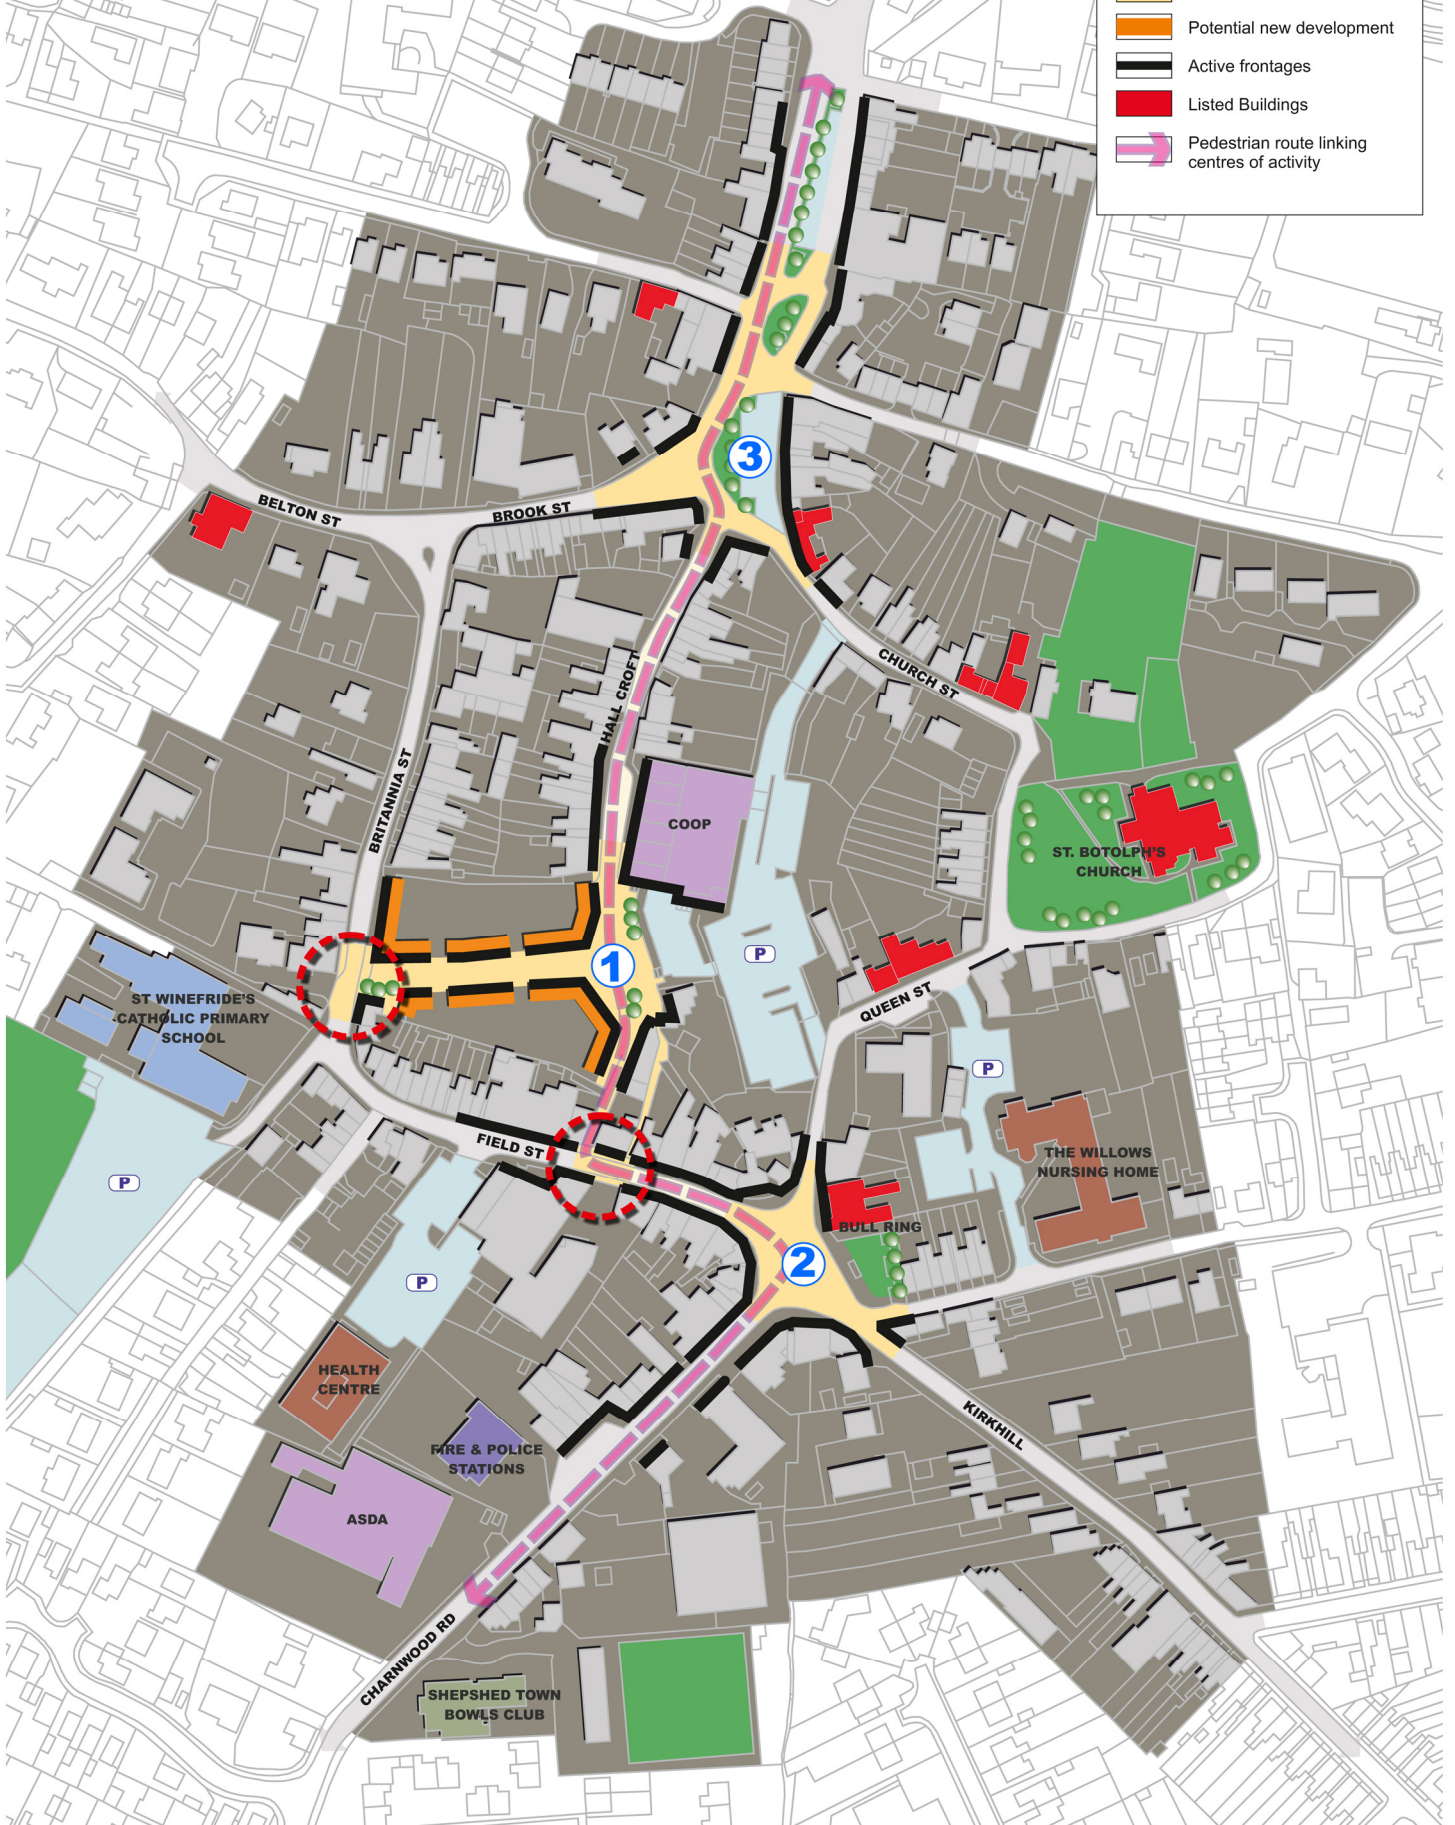 Potential new development
Active frontages
Listed Buildings
Pedestrian route linking
centres of activity
3
BELTON ST
BROOK ST
CHURCH ST
HALL CROFT
BRITANNIA ST
COOP
ST. BOTOLPH'S
CHURCH
1
P
ST WINEFRIDE'S
CATHOLIC PRIMARY
SCHOOL
QUEEN ST
P
FIELD ST
THE WILLOWS
NURSING HOME
P
BULL RING
2
P
HEALTH
CENTRE
KIRKHILL
FIRE & POLICE
STATIONS
ASDA
CHARNWOOD RD
SHEPSHED TOWN
BOWLS CLUB